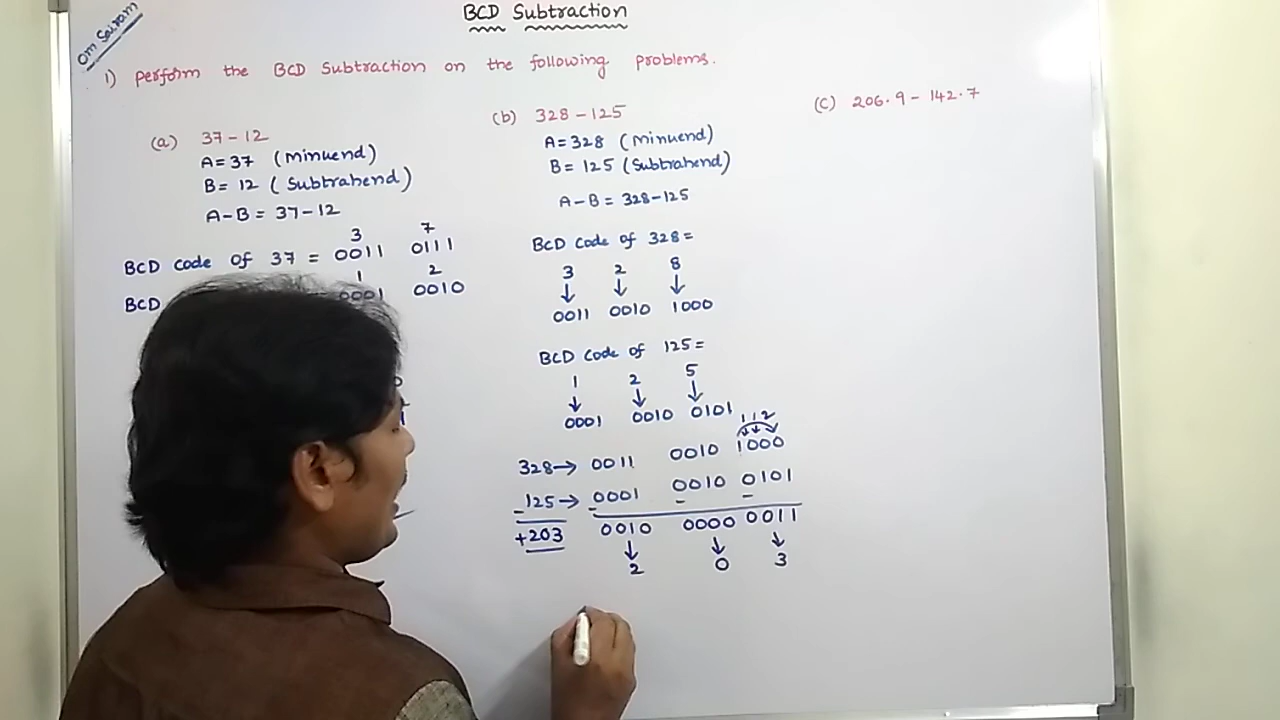 BCD Subtraction
Om Sairam
1) Perform the BCD Subtraction on the following problems.
(a) 37-12
A=37 (Minuend)
B= 12 (Subtrahend)
A-B = 37-12
3 7
BCD code of 37 = 0011 0111
1 2
BCD 0001 0010
(b) 328-125
A=328 (Minuend)
B= 125 (Subtrahend)
A-B = 328-125
BCD code of 328=
3 2 8
↓ ↓ ↓
0011 0010 1000
BCD code of 125=
1 2 5
↓ ↓ ↓
0001 0010 0101
1 1 2
328→ 0011 0010 1000
- 125→ 0001 0010 0101
- - -
+203 0010 0000 0011
↓ ↓ ↓
2 0 3
(C) 206.9-142.7